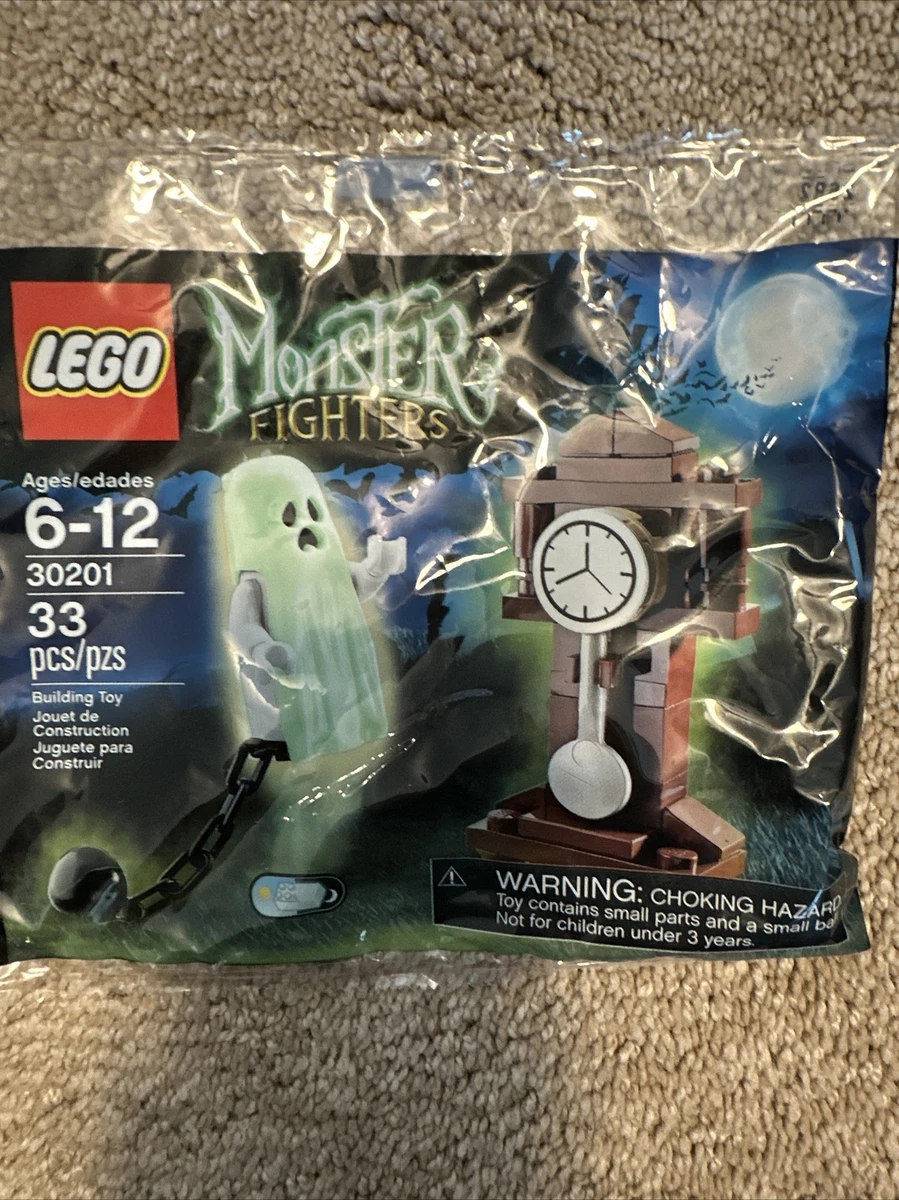 LEGO
MONSTER
FIGHTERS
Ages/edades
6-12
30201
33
pcs/pzs
Building Toy
Jouet de
Construction
Juguete para
Construir
WARNING: CHOKING HAZARD
Toy contains small parts and a small ba
Not for children under 3 years.